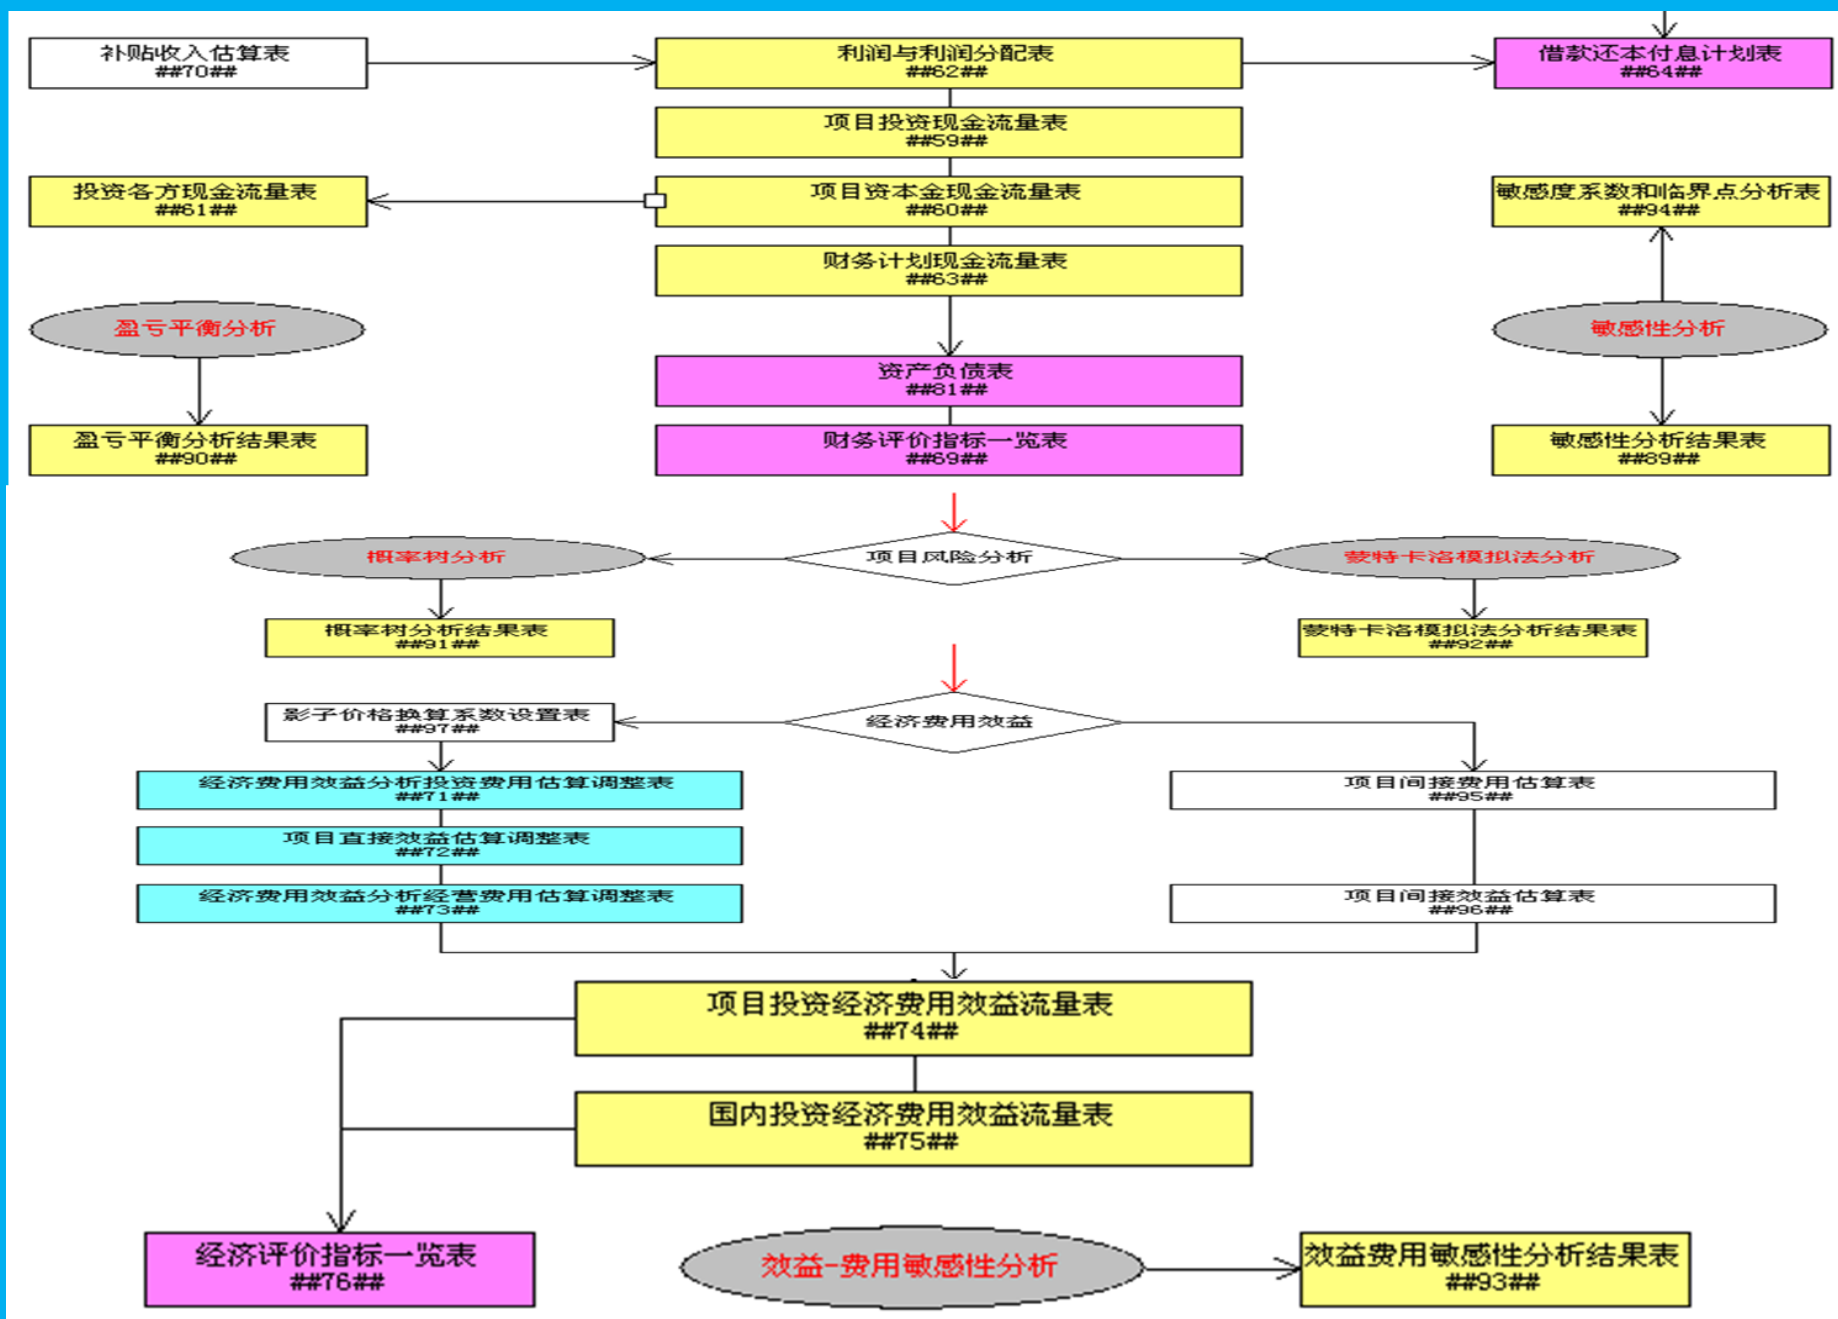 补贴收入估算表
##70##
利润与利润分配表
##62##
借款还本付息计划表
##64##
项目投资现金流量表
##59##
投资各方现金流量表
##61##
项目资本金现金流量表
##60##
敏感度系数和临界点分析表
##94##
财务计划现金流量表
##63##
盈亏平衡分析
敏感性分析
资产负债表
##81##
盈亏平衡分析结果表
##90##
财务评价指标一览表
##69##
敏感性分析结果表
##89##
概率树分析
项目风险分析
蒙特卡洛模拟法分析
概率树分析结果表
##91##
蒙特卡洛模拟法分析结果表
##92##
影子价格换算系数设置表
##97##
经济费用效益
经济费用效益分析投资费用估算调整表
##71##
项目间接费用估算表
##95##
项目直接效益估算调整表
##72##
经济费用效益分析经营费用估算调整表
##73##
项目间接效益估算表
##96##
项目投资经济费用效益流量表
##74##
国内投资经济费用效益流量表
##75##
经济评价指标一览表
##76##
效益-费用敏感性分析
效益费用敏感性分析结果表
##93##